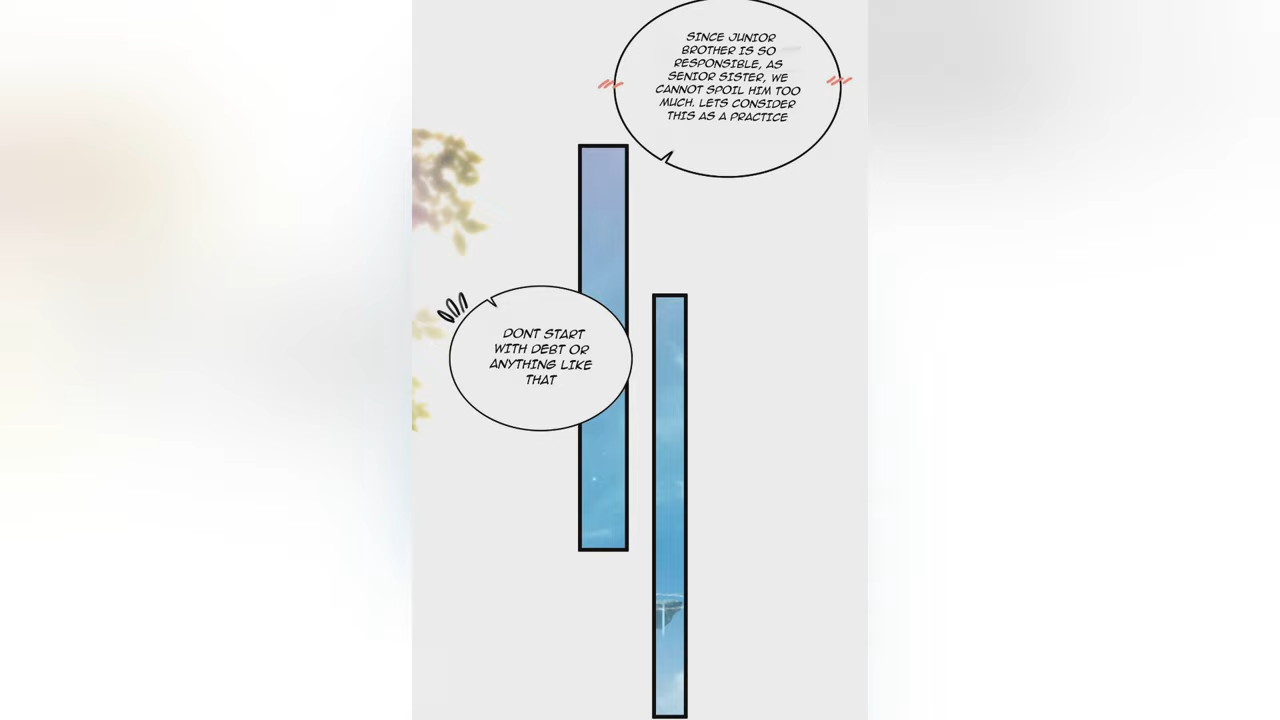 SINCE JUNIOR
BROTHER IS SO
RESPONSIBLE, AS
SENIOR SISTER, WE
CANNOT SPOIL HIM TOO
MUCH. LETS CONSIDER
THIS AS A PRACTICE
DONT START
WITH DEBT OR
ANYTHING LIKE
THAT